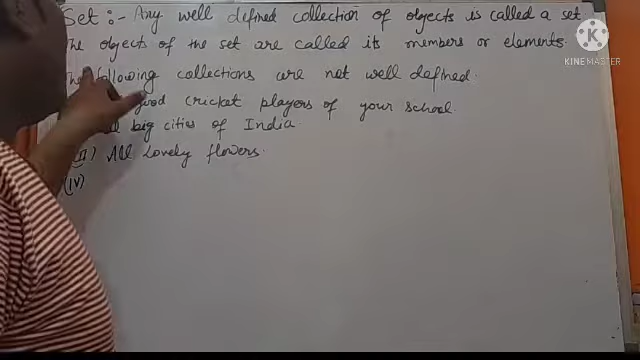 Set :- Any well defined collection of objects is called a set
The objects of the set are called its members or elements.
The following collections are not well defined.
good cricket players of your school.
big cities of India
All lovely flowers.
(iv)
KINEMASTER